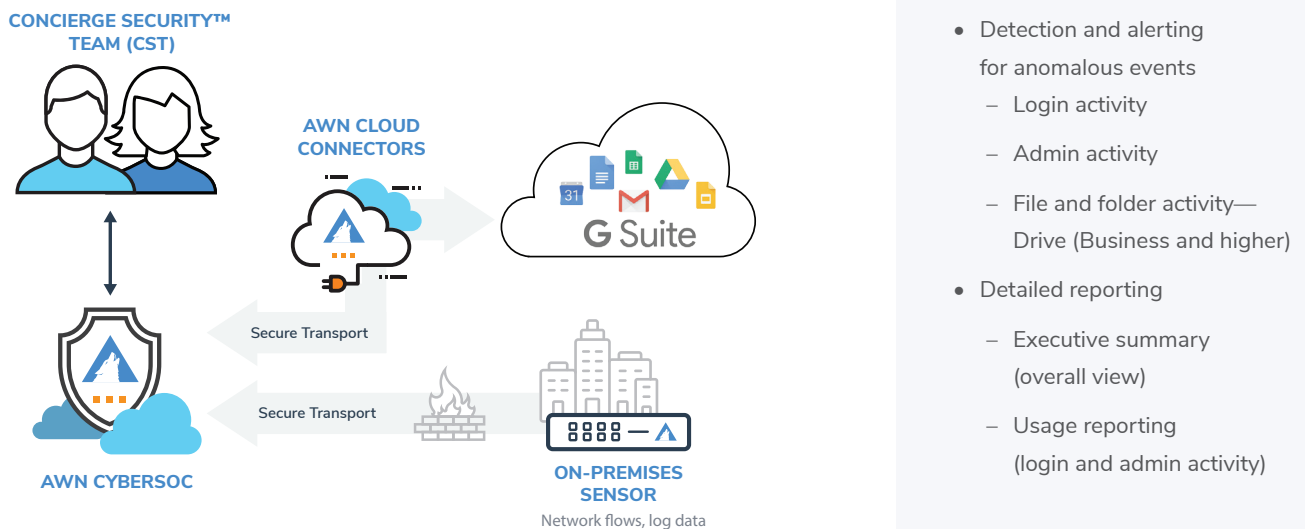 CONCIERGE SECURITY™
TEAM (CST)
AWN CLOUD
CONNECTORS
31
G Suite
Secure Transport
Secure Transport
AWN CYBERSOC
ON-PREMISES
SENSOR
Network flows, log data
• Detection and alerting
for anomalous events
– Login activity
– Admin activity
– File and folder activity—
Drive (Business and higher)
• Detailed reporting
– Executive summary
(overall view)
– Usage reporting
(login and admin activity)